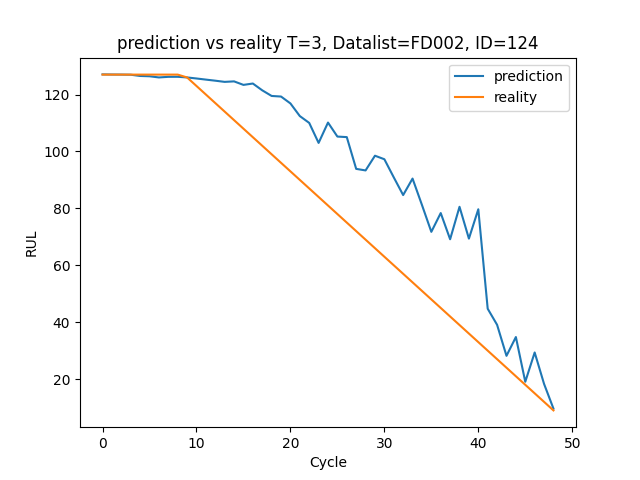 prediction vs reality T=3, Datalist=FD002, ID=124
prediction
reality
RUL
120
100
80
60
40
20
0 10 20 30 40 50
Cycle